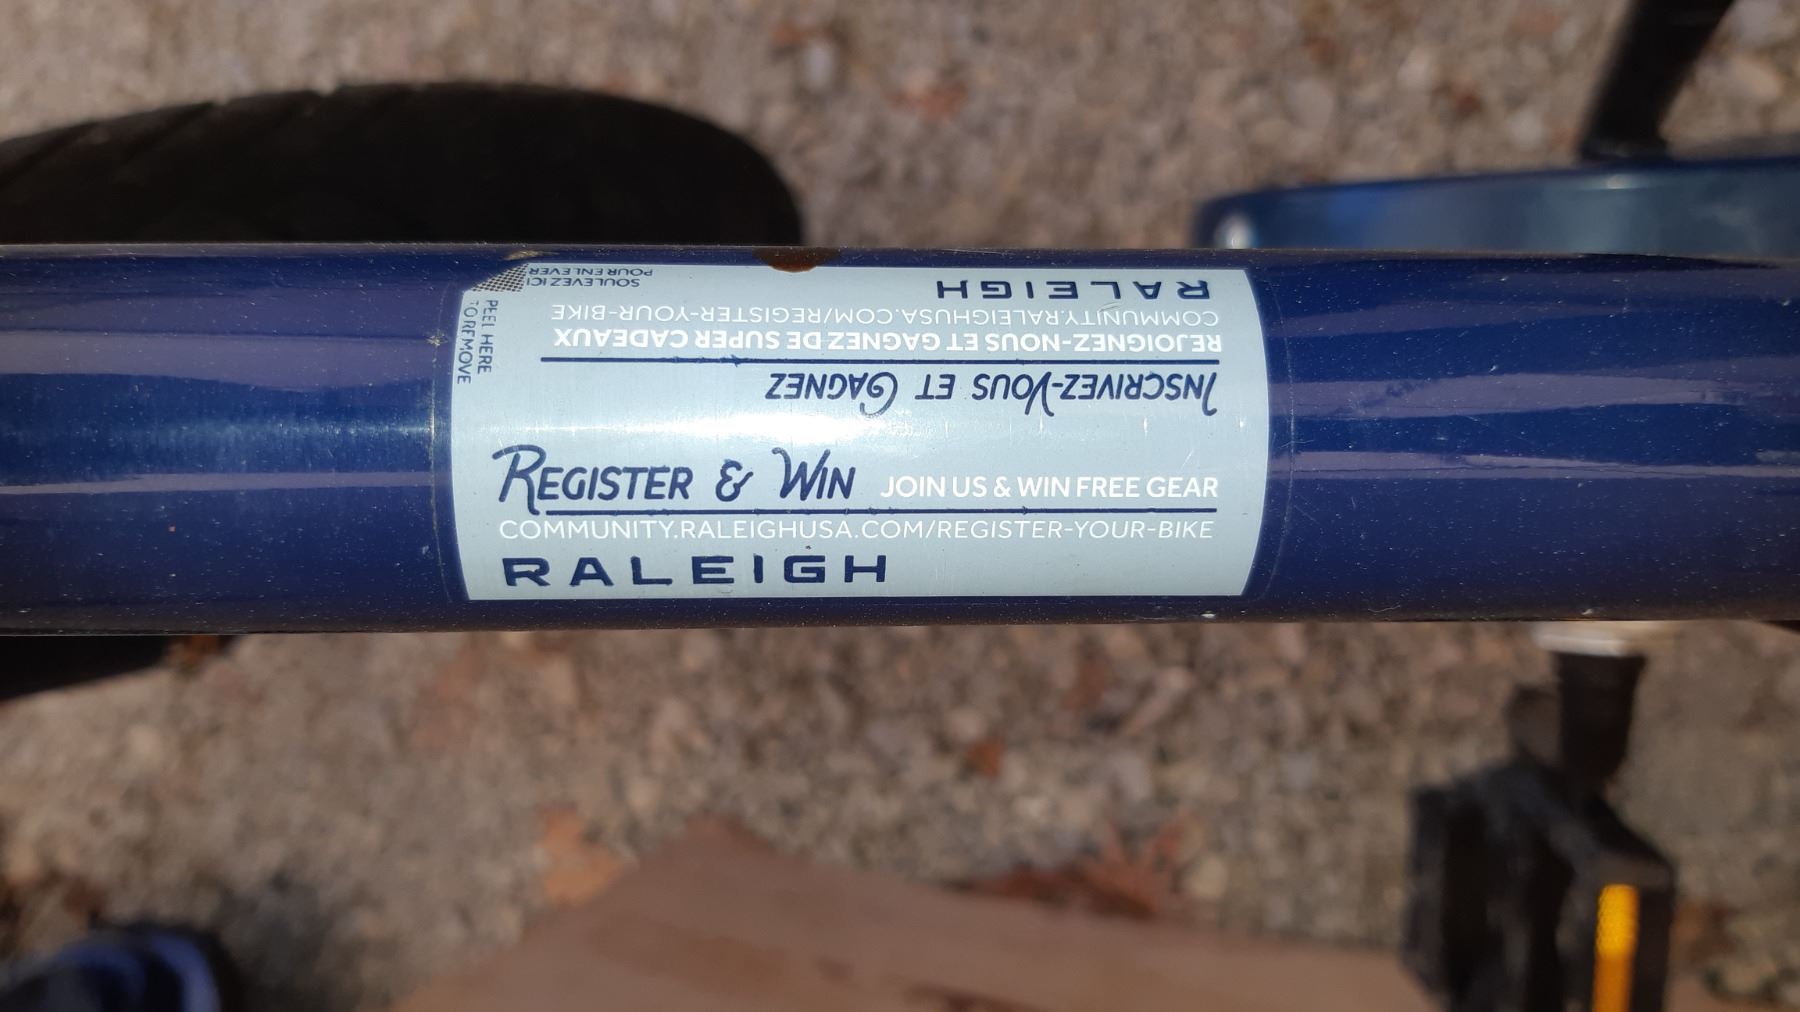 REGISTER & WIN JOIN US & WIN FREE GEAR
COMMUNITY.RALEIGHUSA.COM/REGISTER-YOUR-BIKE
RALEIGH
INSCRIVEZ-VOUS ET GAGNEZ
REJOIGNEZ-NOUS ET GAGNEZ DE SUPER CADEAUX
COMMUNITY.RALEIGHUSA.COM/REGISTER-YOUR-BIKE
RALEIGH
SOULEVEZ ICI
POUR ENLEVER
PEEL HERE
TO REMOVE